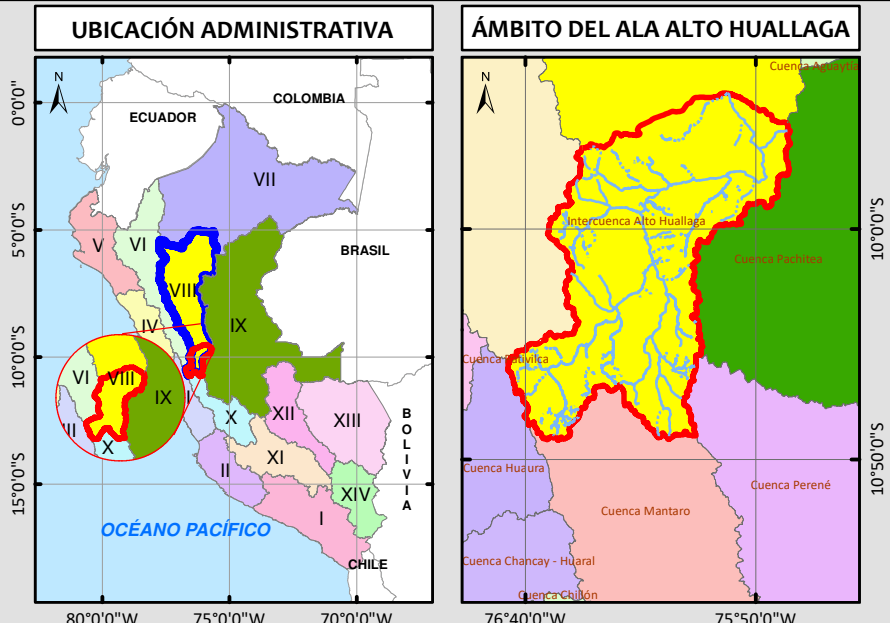 UBICACIÓN ADMINISTRATIVA
N
COLOMBIA
ECUADOR
VII
V
VI
BRASIL
VIII
IX
IV
VI
VIII
IX
III
X
I
X
XII
XIII
II
XI
XIV
I
BOLIVIA
OCÉANO PACÍFICO
CHILE
0°0'0"S
5°0'0"S
10°0'0"S
15°0'0"S
80°0'0"W
75°0'0"W
70°0'0"W
ÁMBITO DEL ALA ALTO HUALLAGA
N
Cuenca Aguaytía
Intercuenca Alto Huallaga
Cuenca Pachitea
Cuenca Pativilca
Cuenca Huaura
Cuenca Perené
Cuenca Mantaro
Cuenca Chancay - Huaral
Cuenca Chillón
10°0'0"S
10°50'0"S
76°40'0"W
75°50'0"W